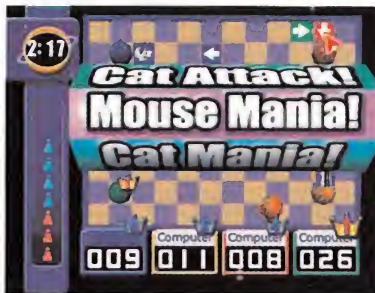 2:17
Cat Attack!
Mouse Mania!
Cat Mania!
Computer Computer Computer
009 011 008 026